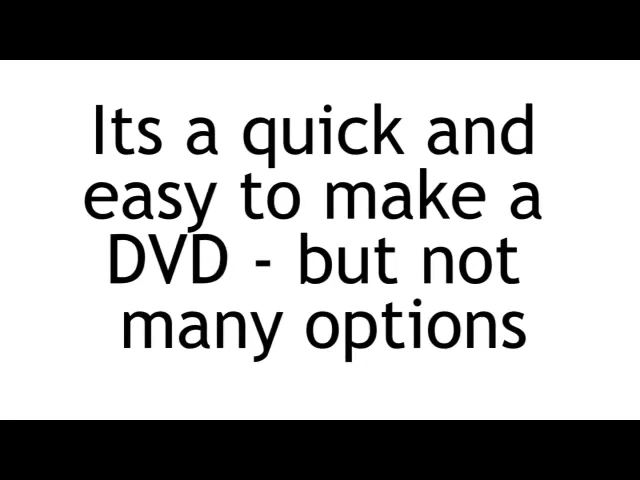 Its a quick and
easy to make a
DVD - but not
many options